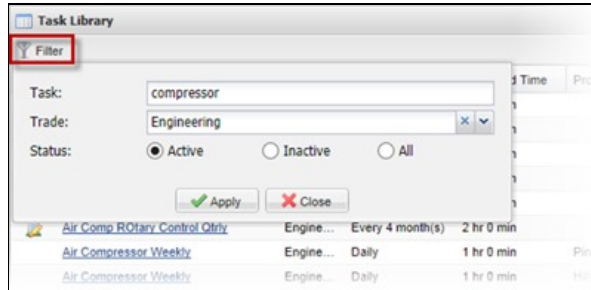 Task Library
Filter
d Time
Task: compressor
Trade: Engineering
Status: Active Inactive All
Apply Close
Air Comp ROtary Control Qtrly Engine... Every 4 month(s) 2 hr 0 min
Air Compressor Weekly Engine... Daily 1 hr 0 min
Air Compressor Weekly Engine... Daily 1 hr 0 min